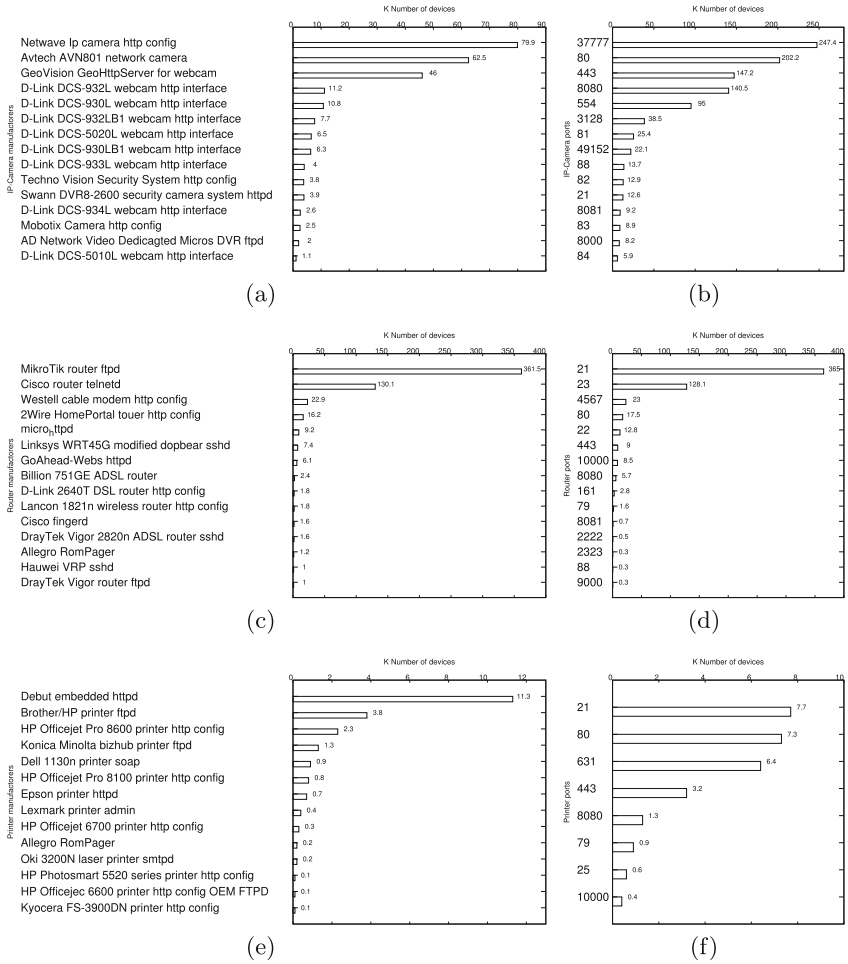 K Number of devices
0 10 20 30 40 50 60 70 80 90
IP-Camera manufactorers
Netwave Ip camera http config 79.9
Avtech AVN801 network camera 62.5
GeoVision GeoHttpServer for webcam 46
D-Link DCS-932L webcam http interface 11.2
D-Link DCS-930L webcam http interface 10.8
D-Link DCS-932LB1 webcam http interface 7.7
D-Link DCS-5020L webcam http interface 6.5
D-Link DCS-930LB1 webcam http interface 6.3
D-Link DCS-933L webcam http interface 4
Techno Vision Security System http config 3.8
Swann DVR8-2600 security camera system httpd 3.9
D-Link DCS-934L webcam http interface 2.6
Mobotix Camera http config 2.5
AD Network Video Dedicagted Micros DVR ftpd 2
D-Link DCS-5010L webcam http interface 1.1
(a)
K Number of devices
0 50 100 150 200 250
IP-Camera ports
37777 247.4
80 202.2
443 147.2
8080 140.5
554 95
3128 38.5
81 25.4
49152 22.1
88 13.7
82 12.9
21 12.6
8081 9.2
83 8.9
8000 8.2
84 5.9
(b)
K Number of devices
0 50 100 150 200 250 300 350 400
Router manufactorers
MikroTik router ftpd 361.5
Cisco router telnetd 130.1
Westell cable modem http config 22.9
2Wire HomePortal touer http config 16.2
microhttpd 9.2
Linksys WRT45G modified dopbear sshd 7.4
GoAhead-Webs httpd 6.1
Billion 751GE ADSL router 2.4
D-Link 2640T DSL router http config 1.8
Lancon 1821n wireless router http config 1.8
Cisco fingerd 1.6
DrayTek Vigor 2820n ADSL router sshd 1.6
Allegro RomPager 1.2
Hauwei VRP sshd 1
DrayTek Vigor router ftpd 1
(c)
K Number of devices
0 50 100 150 200 250 300 350 400
Router ports
21 365
23 128.1
4567 23
80 17.5
22 12.8
443 9
10000 8.5
8080 5.7
161 2.8
79 1.6
8081 0.7
2222 0.5
2323 0.3
88 0.3
9000 0.3
(d)
K Number of devices
0 2 4 6 8 10 12
Printer manufactorers
Debut embedded httpd 11.3
Brother/HP printer ftpd 3.8
HP Officejet Pro 8600 printer http config 2.3
Konica Minolta bizhub printer ftpd 1.3
Dell 1130n printer soap 0.9
HP Officejet Pro 8100 printer http config 0.8
Epson printer httpd 0.7
Lexmark printer admin 0.4
HP Officejet 6700 printer http config 0.3
Allegro RomPager 0.2
Oki 3200N laser printer smtpd 0.2
HP Photosmart 5520 series printer http config 0.1
HP Officejec 6600 printer http config OEM FTPD 0.1
Kyocera FS-3900DN printer http config 0.1
(e)
K Number of devices
0 2 4 6 8 10
Printer ports
21 7.7
80 7.3
631 6.4
443 3.2
8080 1.3
79 0.9
25 0.6
10000 0.4
(f)